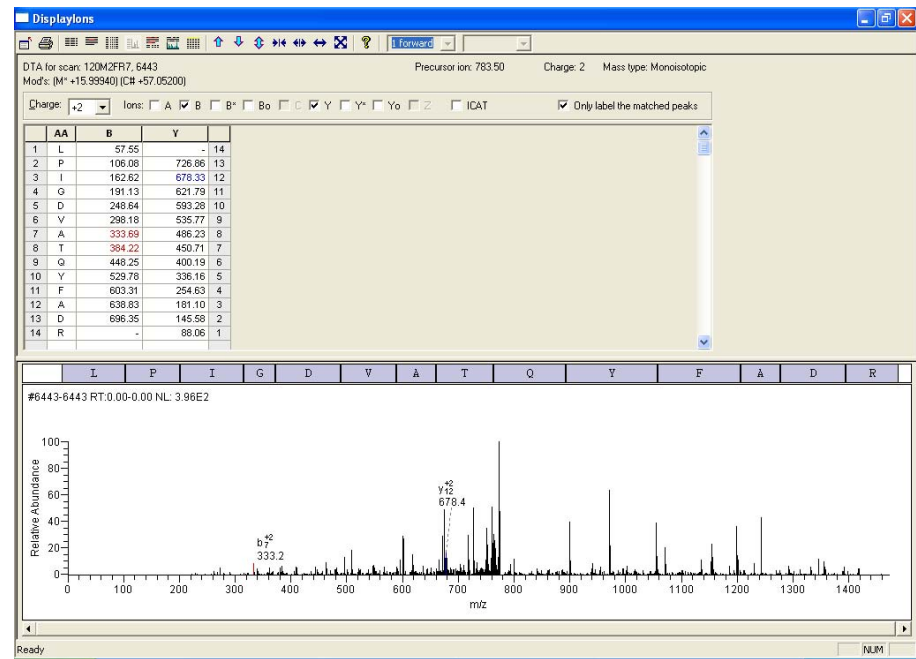 DisplayIons
1 forward
DTA for scan: 120M2FR7, 6443 Precursor ion: 783.50 Charge: 2 Mass type: Monoisotopic
Mod's: (M* +15.99940) (C# +57.05200)
Charge: +2 Ions: A B B* Bo C Y Y* Yo Z ICAT Only label the matched peaks
AA B Y
1 L 57.55 - 14
2 P 106.08 726.86 13
3 I 162.62 678.33 12
4 G 191.13 621.79 11
5 D 248.64 593.28 10
6 V 298.18 535.77 9
7 A 333.69 486.23 8
8 T 384.22 450.71 7
9 Q 448.25 400.19 6
10 Y 529.78 336.16 5
11 F 603.31 254.63 4
12 A 638.83 181.10 3
13 D 696.35 145.58 2
14 R - 88.06 1
L P I G D V A T Q Y F A D R
#6443-6443 RT:0.00-0.00 NL: 3.96E2
100
80
60
40
20
0
Relative Abundance
y+2 12
678.4
b+2 7
333.2
0 100 200 300 400 500 600 700 800 900 1000 1100 1200 1300 1400
m/z
Ready NUM